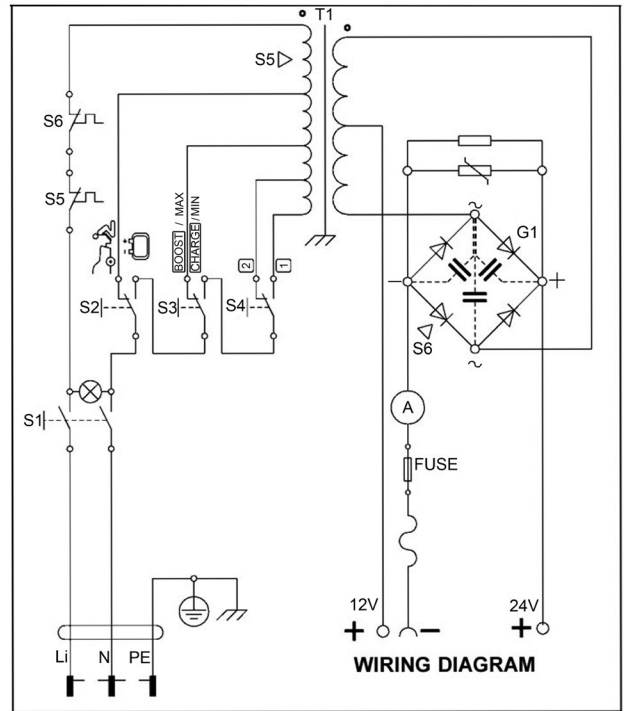 T1
S5
S6
S5
BOOST / MAX
CHARGE / MIN
2
1
G1
S2
S3
S4
S6
S1
A
FUSE
12V
24V
+ − +
Li N PE
WIRING DIAGRAM